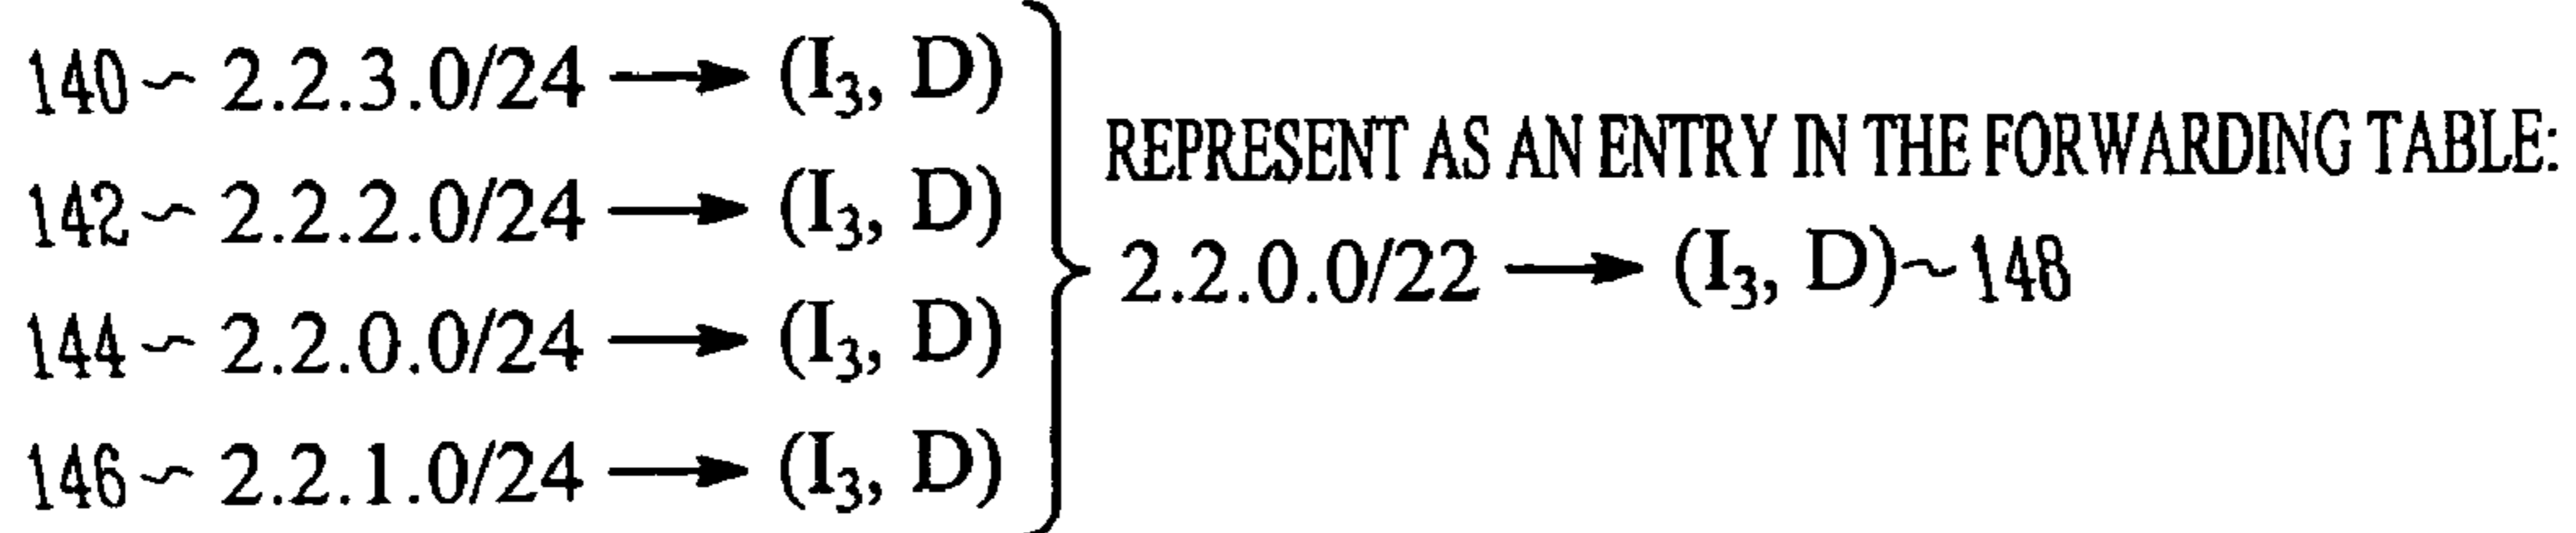 140 ~ 2.2.3.0/24 → (I₃, D)
142 ~ 2.2.2.0/24 → (I₃, D)
144 ~ 2.2.0.0/24 → (I₃, D)
146 ~ 2.2.1.0/24 → (I₃, D)
REPRESENT AS AN ENTRY IN THE FORWARDING TABLE:
2.2.0.0/22 → (I₃, D) ~ 148